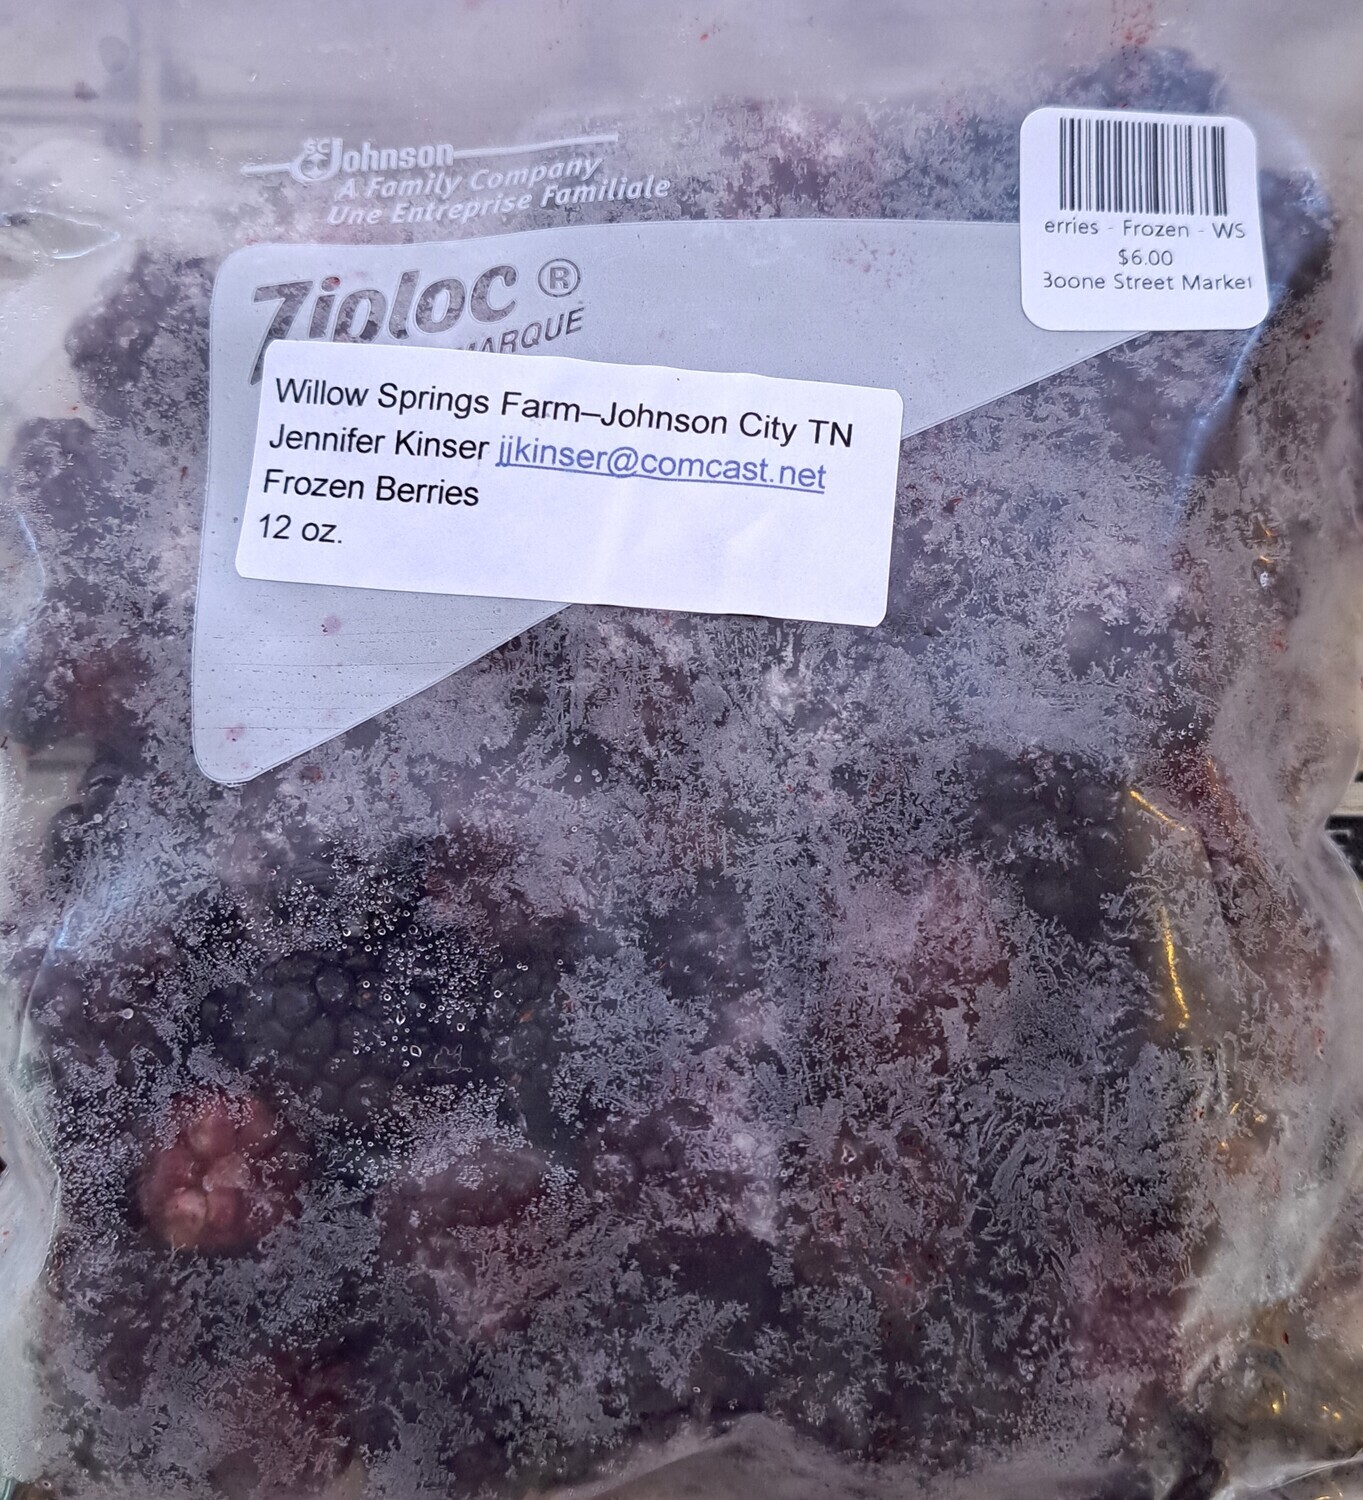 SC Johnson
A Family Company
Une Entreprise Familiale
Ziploc ®
MARQUE
erries - Frozen - WS
$6.00
Boone Street Market
Willow Springs Farm–Johnson City TN
Jennifer Kinser jjkinser@comcast.net
Frozen Berries
12 oz.